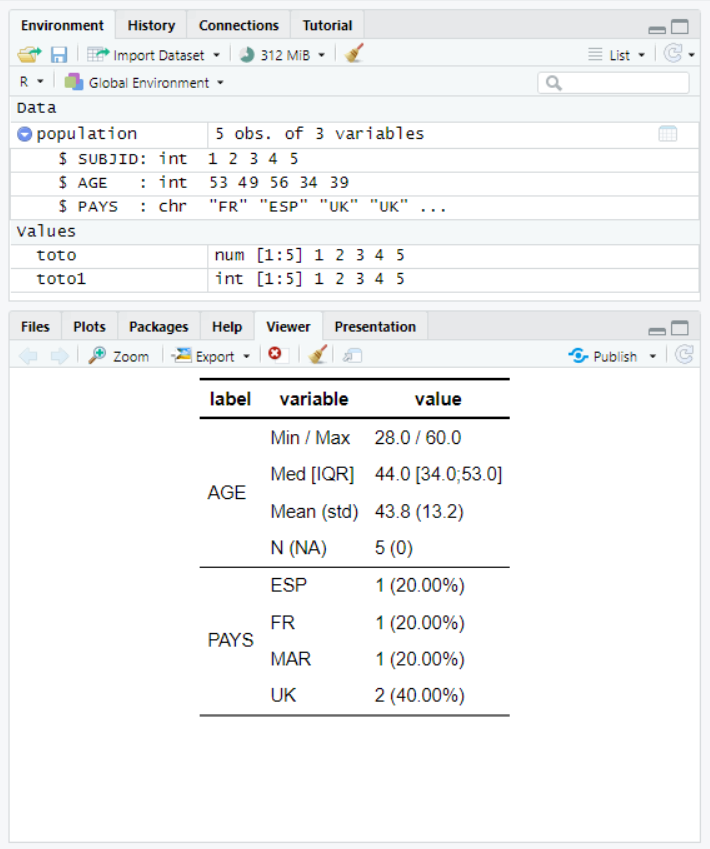 Environment History Connections Tutorial
Import Dataset 312 MiB List
R Global Environment
Data
population 5 obs. of 3 variables
$ SUBJID: int 1 2 3 4 5
$ AGE : int 53 49 56 34 39
$ PAYS : chr "FR" "ESP" "UK" "UK" ...
Values
toto num [1:5] 1 2 3 4 5
toto1 int [1:5] 1 2 3 4 5
Files Plots Packages Help Viewer Presentation
Zoom Export Publish
label variable value
Min / Max 28.0 / 60.0
Med [IQR] 44.0 [34.0;53.0]
AGE
Mean (std) 43.8 (13.2)
N (NA) 5 (0)
ESP 1 (20.00%)
FR 1 (20.00%)
PAYS
MAR 1 (20.00%)
UK 2 (40.00%)